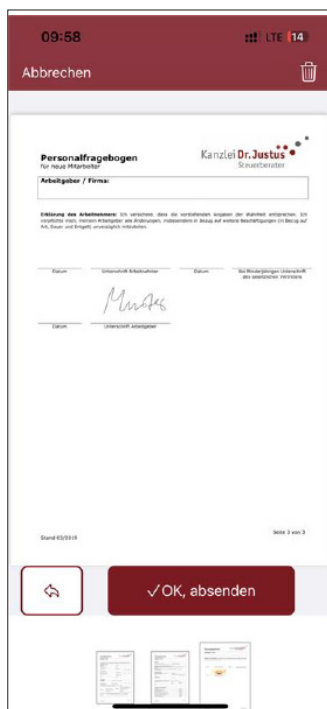 09:58
LTE 14
Abbrechen
Personalfragebogen
für neue Mitarbeiter
Kanzlei Dr. Justus
Steuerberater
Arbeitgeber / Firma:
Erklärung des Arbeitnehmers: Ich versichere, dass die vorstehenden Angaben der Wahrheit entsprechen. Ich
verpflichte mich, meinem Arbeitgeber alle Änderungen, insbesondere in Bezug auf weitere Beschäftigungen (in Bezug auf
Art, Dauer und Entgelt) unverzüglich mitzuteilen.
Datum
Unterschrift Arbeitnehmer
Datum
Bei Minderjährigen Unterschrift
des gesetzlichen Vertreters
Muster
Datum
Unterschrift Arbeitgeber
Stand 03/2019
Seite 3 von 3
✓OK, absenden